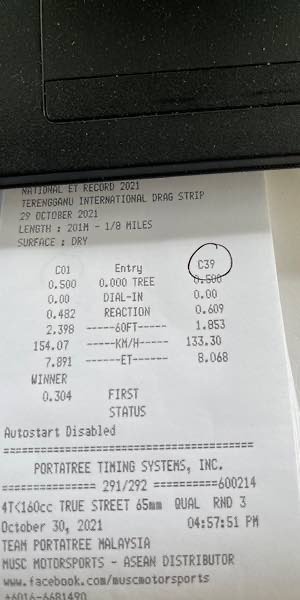 NATIONAL ET RECORD 2021
TERENGGANU INTERNATIONAL DRAG STRIP
29 OCTOBER 2021
LENGTH : 201M - 1/8 MILES
SURFACE : DRY
C01 Entry C39
0.500 0.000 TREE 0.500
0.00 DIAL-IN 0.00
0.482 REACTION 0.609
2.398 -----60FT----- 1.853
154.07 -----KM/H----- 133.30
7.891 ------ET------ 8.068
WINNER
0.304 FIRST
STATUS
Autostart Disabled
========================================
PORTATREE TIMING SYSTEMS, INC.
=============== 291/292 ==========600214
4T<160cc TRUE STREET 65mm QUAL RND 3
October 30, 2021 04:57:51 PM
TEAM PORTATREE MALAYSIA
MUSC MOTORSPORTS - ASEAN DISTRIBUTOR
www.facebook.com/muscmotorsports
+6016-6681490